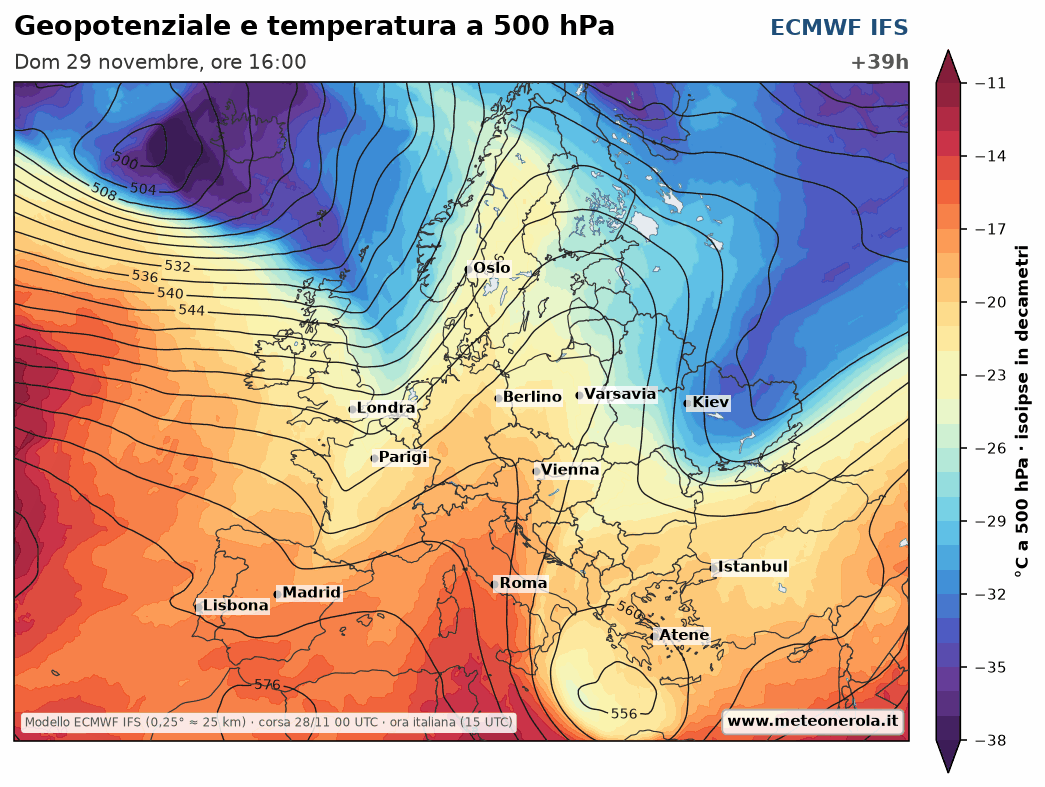 Geopotenziale e temperatura a 500 hPa
ECMWF IFS
Dom 29 novembre, ore 16:00
+39h
500
508
504
532
536
540
544
Oslo
Londra
Berlino
Varsavia
Kiev
Parigi
Vienna
Istanbul
Roma
Madrid
Lisbona
560
Atene
576
556
Modello ECMWF IFS (0,25° ≈ 25 km) · corsa 28/11 00 UTC · ora italiana (15 UTC)
www.meteonerola.it
−11
−14
−17
−20
−23
−26
−29
−32
−35
−38
°C a 500 hPa · isoipse in decametri